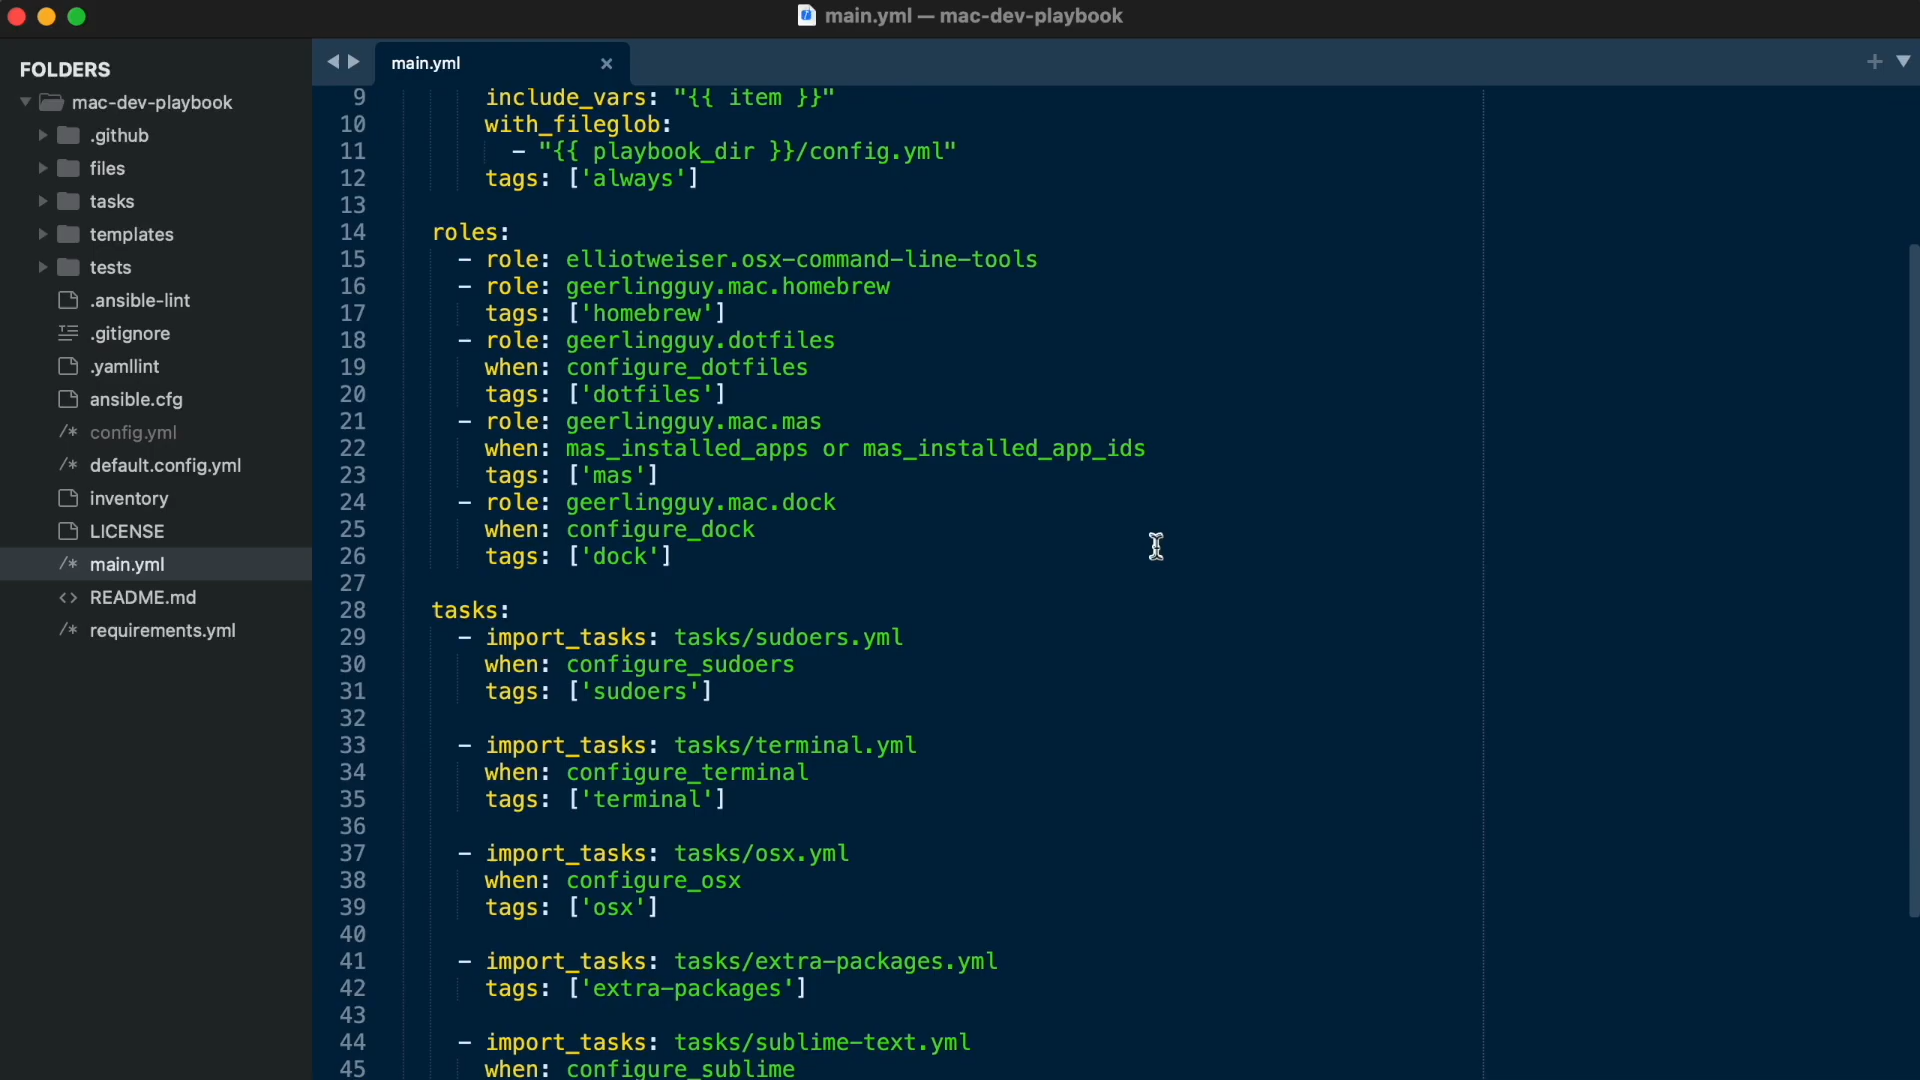 main.yml — mac-dev-playbook
FOLDERS
mac-dev-playbook
.github
files
tasks
templates
tests
.ansible-lint
.gitignore
.yamllint
ansible.cfg
/* config.yml
/* default.config.yml
inventory
LICENSE
/* main.yml
<> README.md
/* requirements.yml
main.yml ×
9 include_vars: "{{ item }}"
10 with_fileglob:
11 - "{{ playbook_dir }}/config.yml"
12 tags: ['always']
13
14 roles:
15 - role: elliotweiser.osx-command-line-tools
16 - role: geerlingguy.mac.homebrew
17 tags: ['homebrew']
18 - role: geerlingguy.dotfiles
19 when: configure_dotfiles
20 tags: ['dotfiles']
21 - role: geerlingguy.mac.mas
22 when: mas_installed_apps or mas_installed_app_ids
23 tags: ['mas']
24 - role: geerlingguy.mac.dock
25 when: configure_dock
26 tags: ['dock']
27
28 tasks:
29 - import_tasks: tasks/sudoers.yml
30 when: configure_sudoers
31 tags: ['sudoers']
32
33 - import_tasks: tasks/terminal.yml
34 when: configure_terminal
35 tags: ['terminal']
36
37 - import_tasks: tasks/osx.yml
38 when: configure_osx
39 tags: ['osx']
40
41 - import_tasks: tasks/extra-packages.yml
42 tags: ['extra-packages']
43
44 - import_tasks: tasks/sublime-text.yml
45 when: configure_sublime